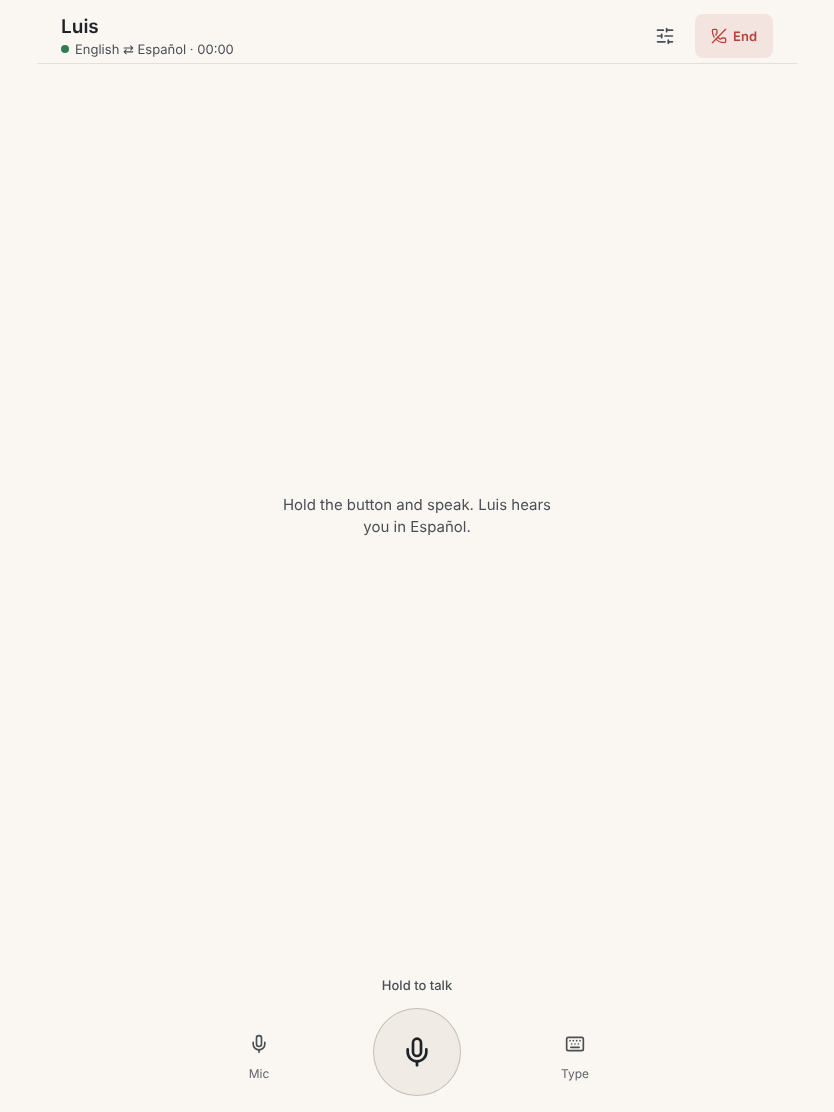 Luis
English ⇄ Español · 00:00
End
Hold the button and speak. Luis hears
you in Español.
Hold to talk
Mic
Type